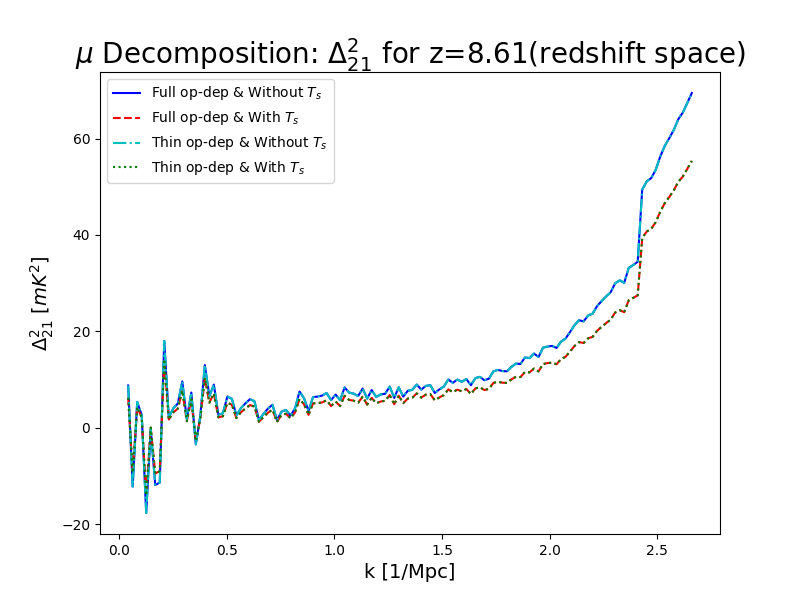 μ Decomposition: Δ²₂₁ for z=8.61(redshift space)
Full op-dep & Without Tₛ
Full op-dep & With Tₛ
Thin op-dep & Without Tₛ
Thin op-dep & With Tₛ
60
40
20
0
−20
Δ²₂₁ [mK²]
0.0 0.5 1.0 1.5 2.0 2.5
k [1/Mpc]